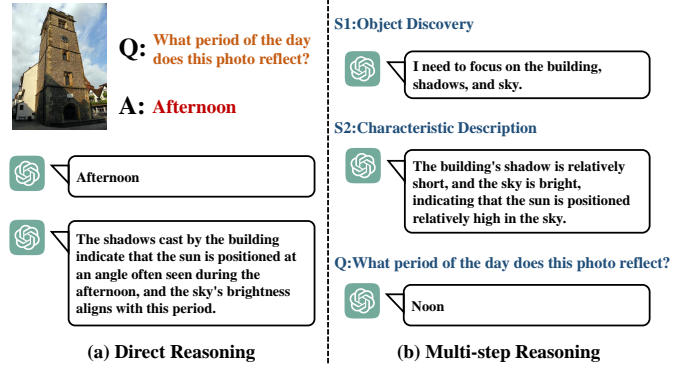 Q: What period of the day
does this photo reflect?
A: Afternoon
Afternoon
The shadows cast by the building
indicate that the sun is positioned at
an angle often seen during the
afternoon, and the sky's brightness
aligns with this period.
(a) Direct Reasoning
S1:Object Discovery
I need to focus on the building,
shadows, and sky.
S2:Characteristic Description
The building's shadow is relatively
short, and the sky is bright,
indicating that the sun is positioned
relatively high in the sky.
Q:What period of the day does this photo reflect?
Noon
(b) Multi-step Reasoning